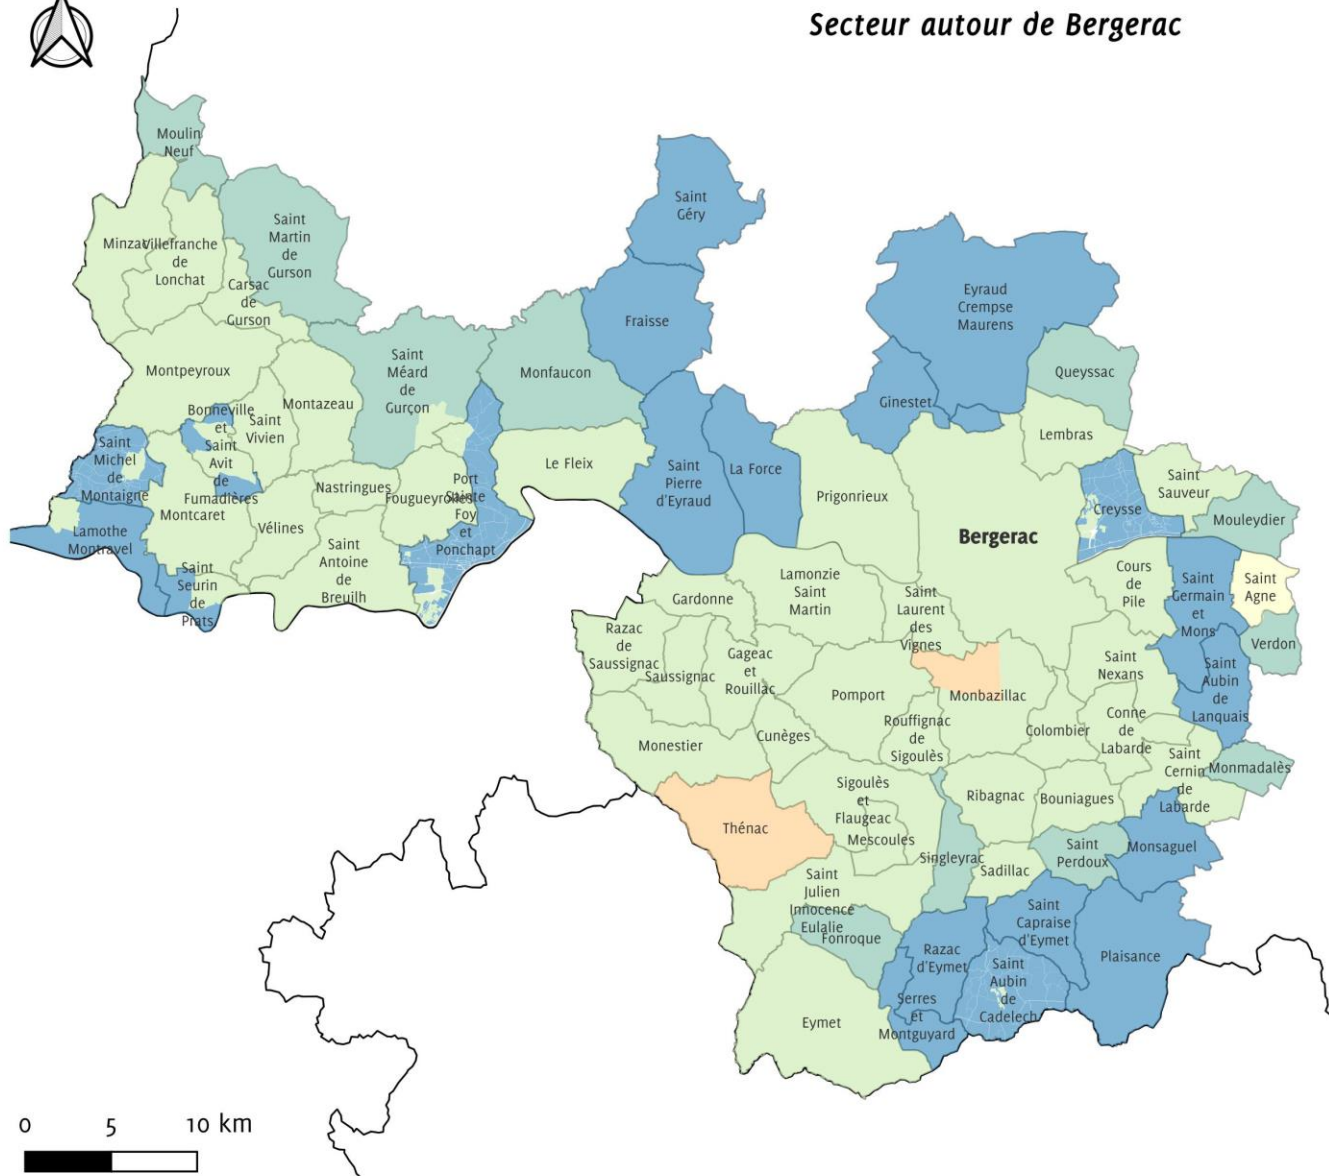 Secteur autour de Bergerac
Moulin
Neuf
Saint
Martin
de
Gurson
Saint
Géry
Minzac
Villefranche
de
Lonchat
Carsac
de
Gurson
Fraisse
Eyraud
Crempse
Maurens
Montpeyroux
Saint
Méard
de
Gurçon
Monfaucon
Queyssac
Ginestet
Bonneville
et
Saint
Avit
de
Fumadières
Saint
Vivien
Montazeau
Lembras
Saint
Michel
de
Montaigne
Le Fleix
Saint
Pierre
d'Eyraud
La Force
Prigonrieux
Saint
Sauveur
Nastringues
Fougueyrolles
Port
Sainte
Foy
et
Ponchapt
Montcaret
Vélines
Creysse
Mouleydier
Lamothe
Montravel
Bergerac
Saint
Antoine
de
Breuilh
Saint
Seurin
de
Prats
Gardonne
Lamonzie
Saint
Martin
Saint
Laurent
des
Vignes
Cours
de
Pile
Saint
Germain
et
Mons
Saint
Agne
Razac
de
Saussignac
Saussignac
Gageac
et
Rouillac
Verdon
Pomport
Monbazillac
Saint
Nexans
Saint
Aubin
de
Lanquais
Monestier
Cunèges
Rouffignac
de
Sigoulès
Colombier
Conne
de
Labarde
Saint
Cernin
de
Labarde
Monmadalès
Sigoulès
et
Flaugeac
Mescoules
Ribagnac
Bouniagues
Thénac
Singleyrac
Sadillac
Saint
Perdoux
Monsaguel
Saint
Julien
Innocence
Eulalie
Fonroque
Razac
d'Eymet
Saint
Capraise
d'Eymet
Plaisance
Saint
Aubin
de
Cadelech
Serres
et
Montguyard
Eymet
0 5 10 km